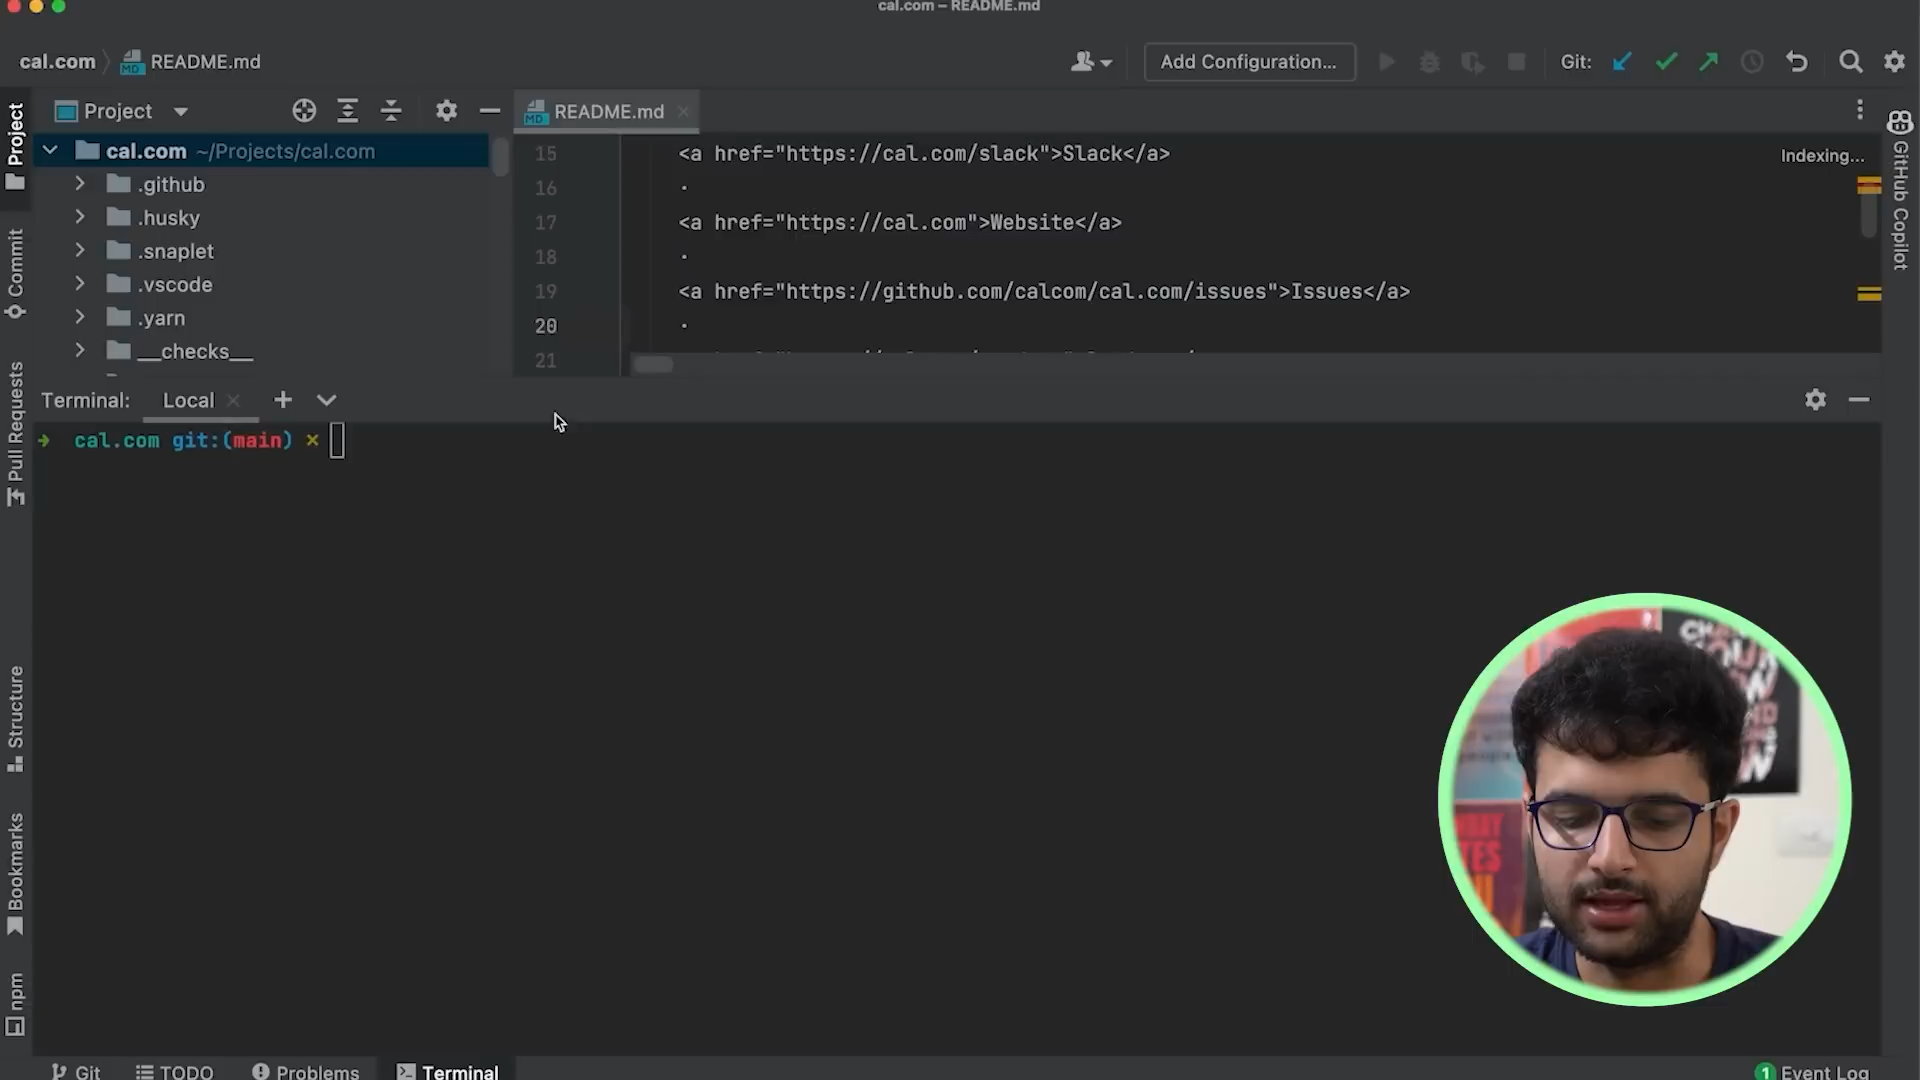 cal.com – README.md
cal.com README.md
Add Configuration...
Git:
Project
README.md
cal.com ~/Projects/cal.com
.github
.husky
.snaplet
.vscode
.yarn
__checks__
15 <a href="https://cal.com/slack">Slack</a>
16 ·
17 <a href="https://cal.com">Website</a>
18 ·
19 <a href="https://github.com/calcom/cal.com/issues">Issues</a>
20 ·
21
Indexing...
Project
Commit
Pull Requests
Structure
Bookmarks
npm
GitHub Copilot
Terminal: Local
cal.com git:(main) ×
YOUR
Git
TODO
Problems
Terminal
1 Event Log